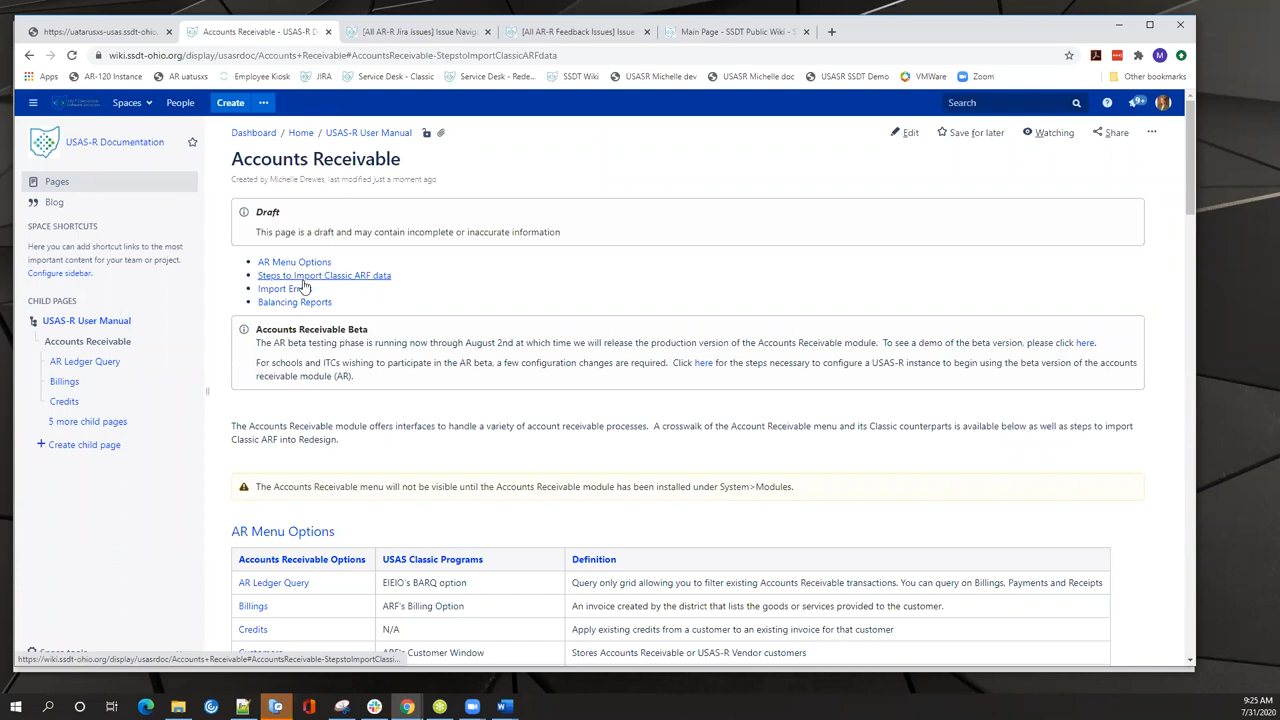 https://uatarusxs-usas.ssdt-ohio.
Accounts Receivable - USAS-R D
[All AR-R Jira Issues] Issue Navig
[All AR-R Feedback Issues] Issue
Main Page - SSDT Public Wiki - S
wiki.ssdt-ohio.org/display/usasrdoc/Accounts+Receivable#AccountsReceivable-StepstoImportClassicARFdata
M
Apps AR-120 Instance AR uatusxs Employee Kiosk JIRA Service Desk - Classic Service Desk - Rede... SSDT Wiki USASR Michelle dev USASR Michelle doc USASR SSDT Demo VMWare Zoom Other bookmarks
Spaces People Create ··· Search 9+
USAS-R Documentation
Pages
Blog
SPACE SHORTCUTS
Here you can add shortcut links to the most
important content for your team or project.
Configure sidebar.
CHILD PAGES
USAS-R User Manual
Accounts Receivable
AR Ledger Query
Billings
Credits
5 more child pages
+ Create child page
Dashboard / Home / USAS-R User Manual
Edit Save for later Watching Share ···
Accounts Receivable
Created by Michelle Drewes, last modified just a moment ago
Draft
This page is a draft and may contain incomplete or inaccurate information
• AR Menu Options
• Steps to Import Classic ARF data
• Import
• Balancing Reports
Accounts Receivable Beta
The AR beta testing phase is running now through August 2nd at which time we will release the production version of the Accounts Receivable module. To see a demo of the beta version, please click here.
For schools and ITCs wishing to participate in the AR beta, a few configuration changes are required. Click here for the steps necessary to configure a USAS-R instance to begin using the beta version of the accounts
receivable module (AR).
The Accounts Receivable module offers interfaces to handle a variety of account receivable processes. A crosswalk of the Account Receivable menu and its Classic counterparts is available below as well as steps to import
Classic ARF into Redesign.
The Accounts Receivable menu will not be visible until the Accounts Receivable module has been installed under System>Modules.
AR Menu Options
Accounts Receivable Options USAS Classic Programs Definition
AR Ledger Query EIEIO's BARQ option Query only grid allowing you to filter existing Accounts Receivable transactions. You can query on Billings, Payments and Receipts
Billings ARF's Billing Option An invoice created by the district that lists the goods or services provided to the customer.
Credits N/A Apply existing credits from a customer to an existing invoice for that customer
Customer Window Stores Accounts Receivable or USAS-R Vendor customers
https://wiki.ssdt-ohio.org/display/usasrdoc/Accounts+Receivable#AccountsReceivable-StepstoImportClassi...
9:25 AM
7/31/2020